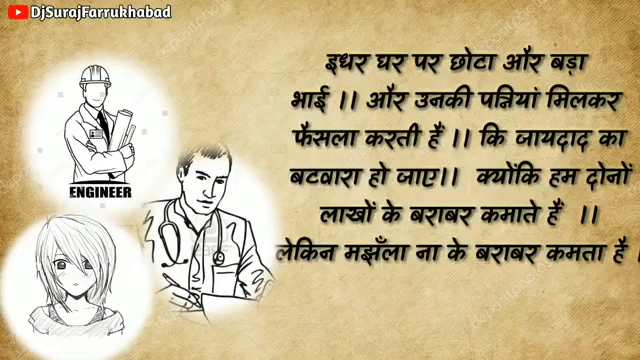 DjSurajFarrukhabad
इधर घर पर छोटा और बड़ा
भाई ।। और उनकी पत्नियां मिलकर
फैसला करती हैं ।। कि जायदाद का
बटवारा हो जाए।। क्योंकि हम दोनों
लाखों के बराबर कमाते हैं ।।
लेकिन मझँला ना के बराबर कमता है ।
ENGINEER